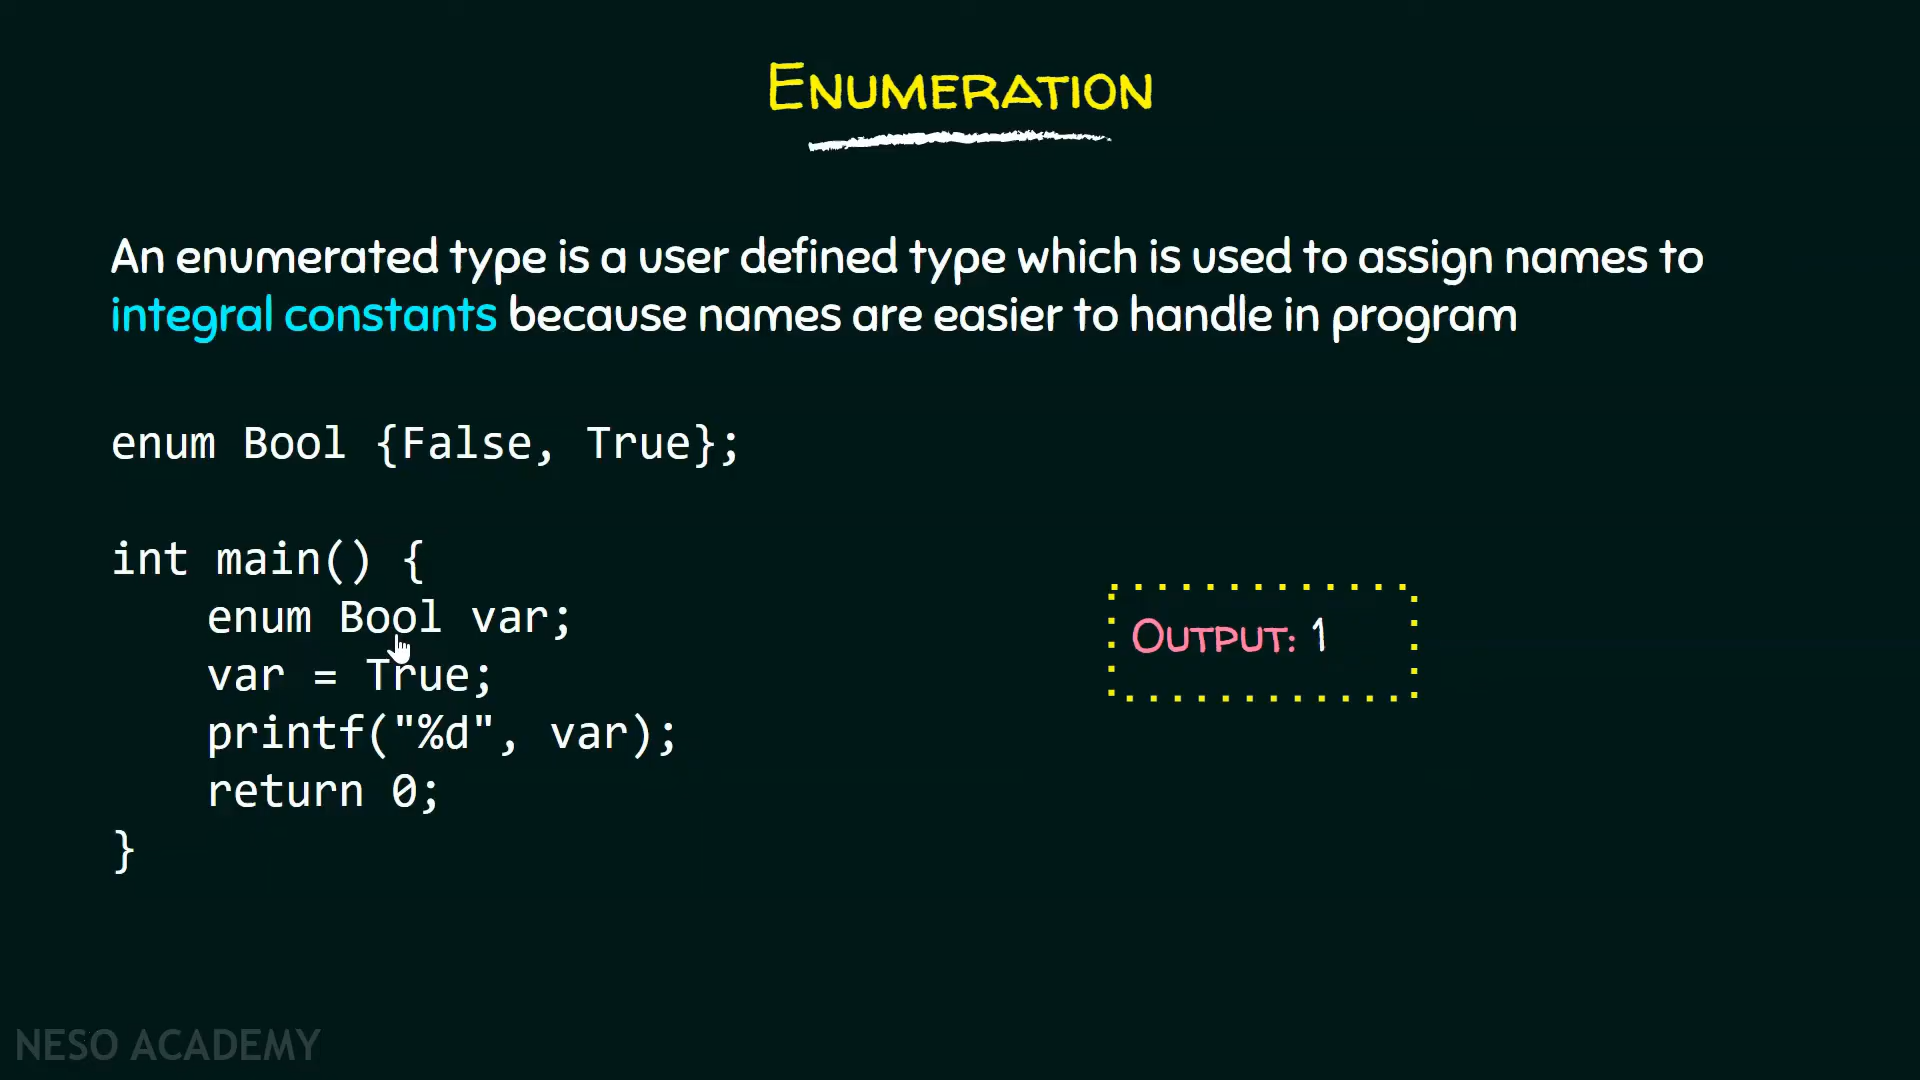 ENUMERATION
An enumerated type is a user defined type which is used to assign names to
integral constants because names are easier to handle in program
enum Bool {False, True};
int main() {
enum Bool var;
var = True;
printf("%d", var);
return 0;
}
OUTPUT: 1
NESO ACADEMY